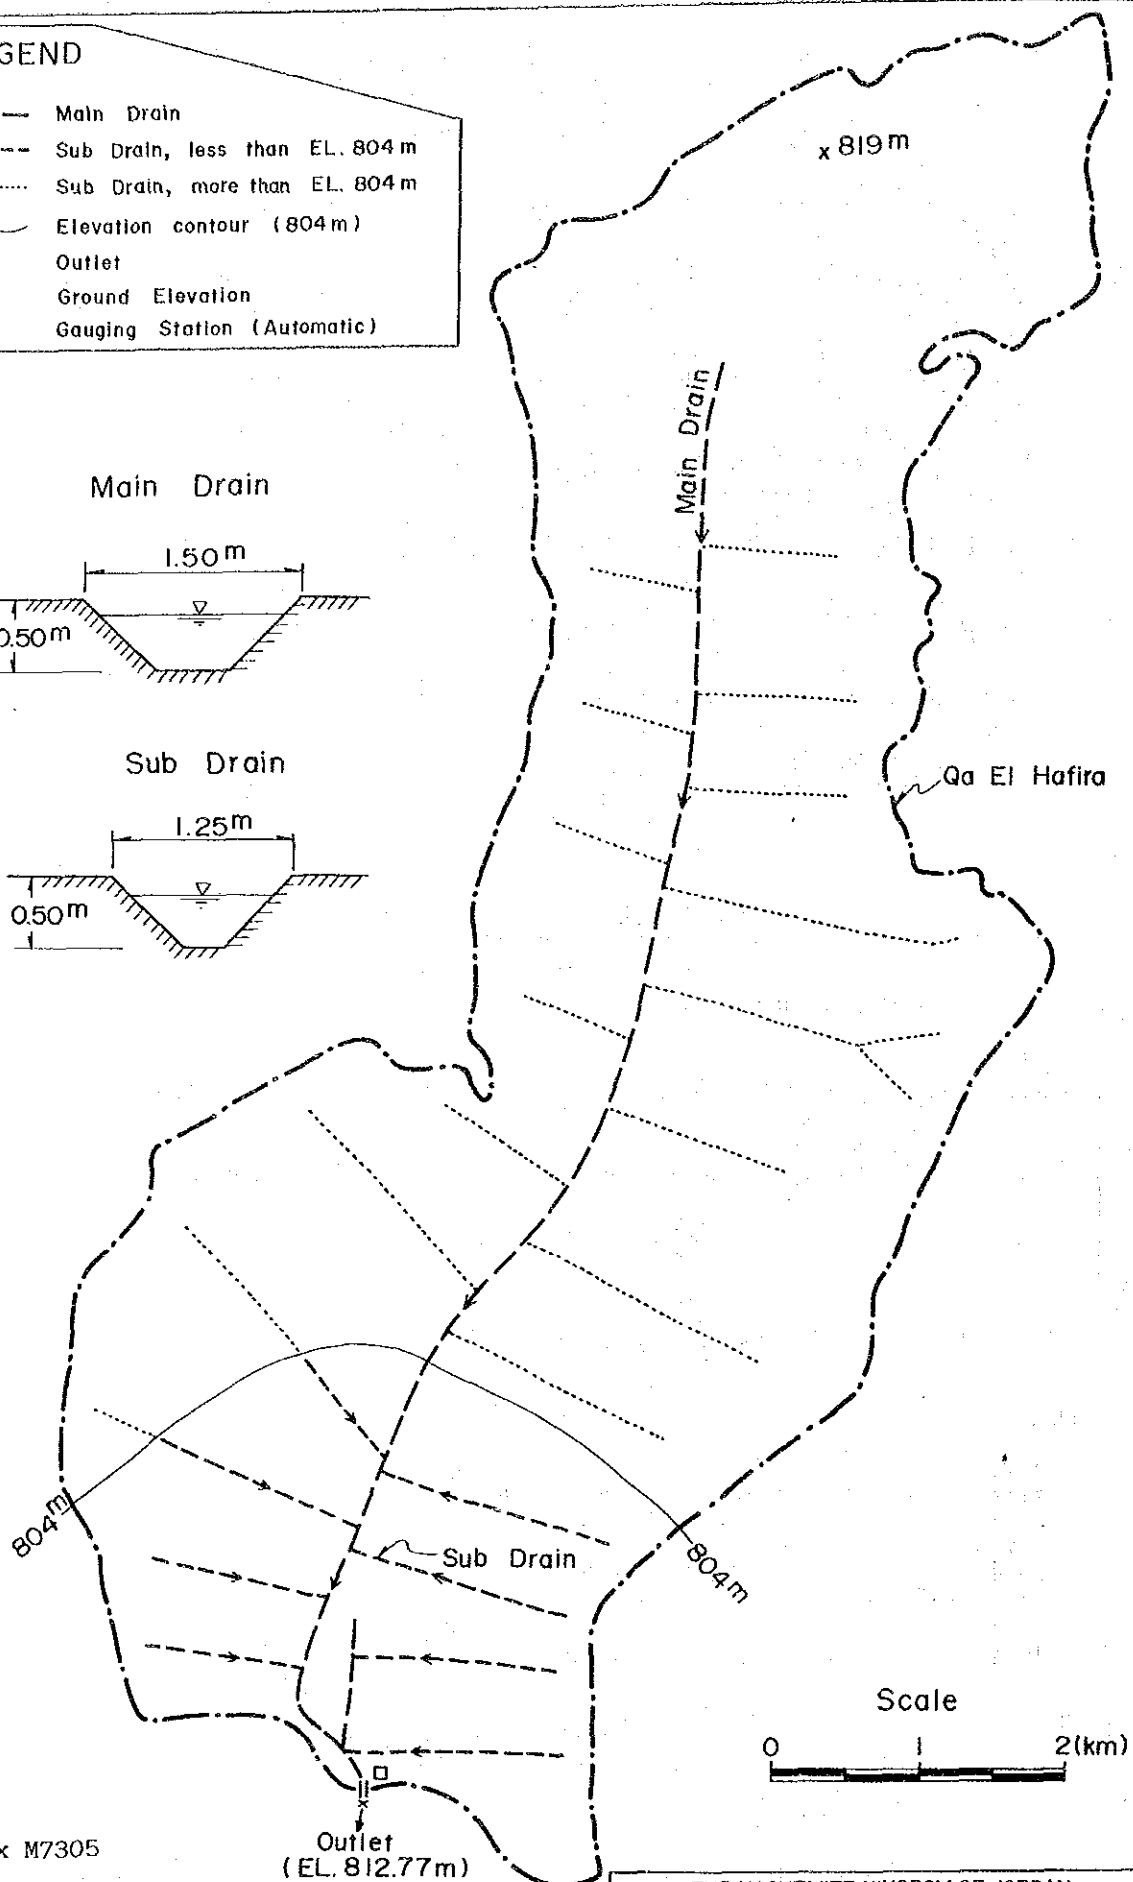 GEND
Main Drain
Sub Drain, less than EL. 804 m
Sub Drain, more than EL. 804 m
Elevation contour (804 m)
Outlet
Ground Elevation
Gauging Station (Automatic)
x 819 m
Main Drain
Main Drain
1.50 m
0.50 m
Sub Drain
1.25 m
0.50 m
Qa El Hafira
804 m
Sub Drain
804 m
Scale
0 1 2 (km)
Outlet
(EL. 812.77m)
x M7305